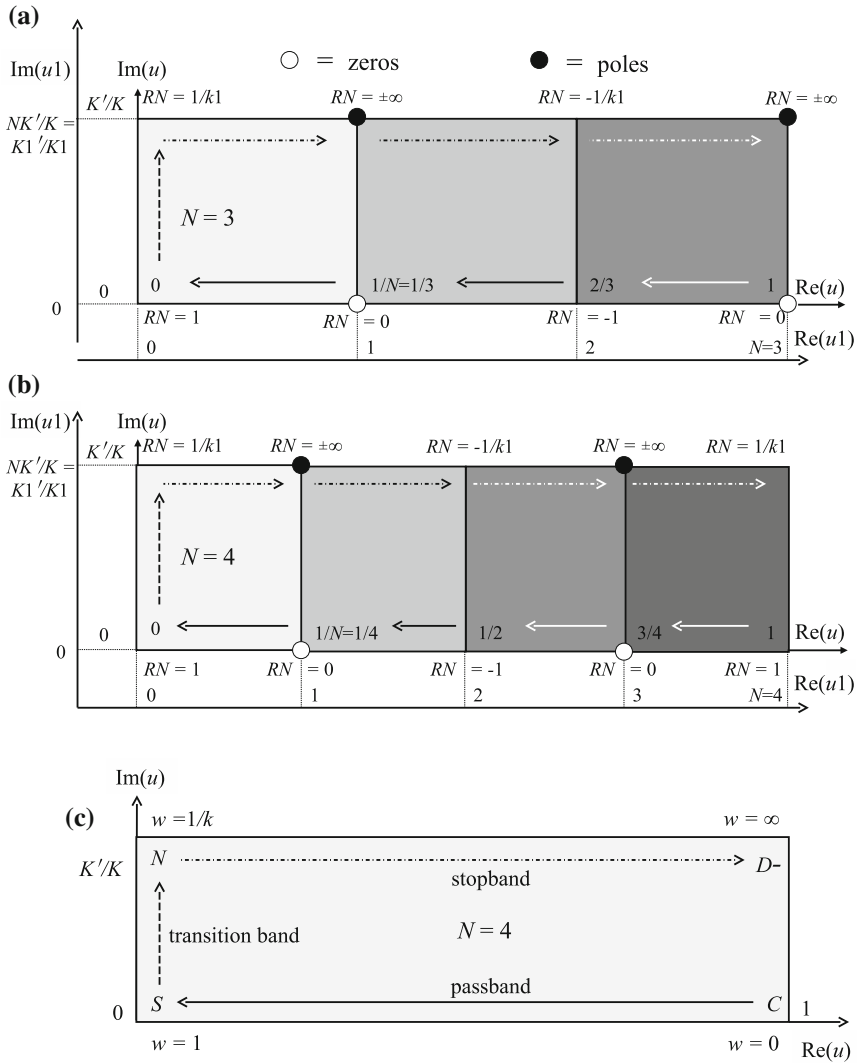 (a)
Im(u1) Im(u) = zeros = poles
K'/K RN = 1/k1 RN = ±∞ RN = -1/k1 RN = ±∞
NK'/K =
K1'/K1
N = 3
0 0 1/N=1/3 2/3 1 Re(u)
0 RN = 1 RN = 0 RN = -1 RN = 0
0 1 2 N=3 Re(u1)
(b)
Im(u1) Im(u)
K'/K RN = 1/k1 RN = ±∞ RN = -1/k1 RN = ±∞ RN = 1/k1
NK'/K =
K1'/K1
N = 4
0 0 1/N=1/4 1/2 3/4 1 Re(u)
0 RN = 1 RN = 0 RN = -1 RN = 0 RN = 1
0 1 2 3 N=4 Re(u1)
Im(u)
(c) w =1/k w = ∞
K'/K N D-
stopband
transition band N = 4
passband
0 S C 1
w = 1 w = 0 Re(u)